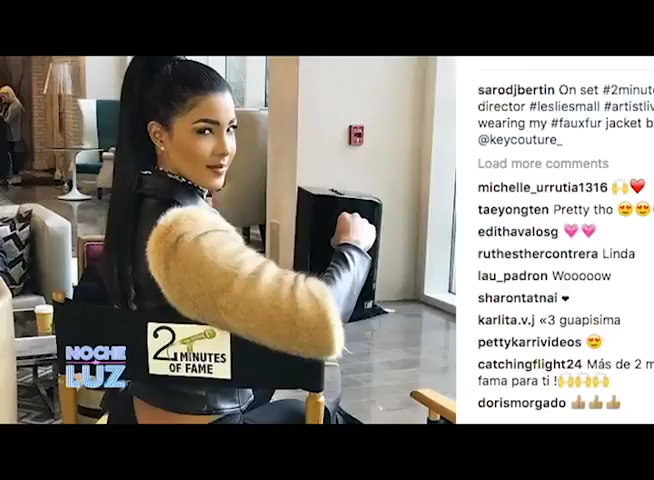 sarodjbertin On set #2minute
director #lesliesmall #artistliv
wearing my #fauxfur jacket b
@keycouture_
Load more comments
michelle_urrutia1316 🙌❤️
taeyongten Pretty tho 😍😍
edithavalosg 💗💗
ruthesthercontrera Linda
lau_padron Wooooow
sharontatnai ❤
karlita.v.j «3 guapisima
pettykarrivideos 😍
catchingflight24 Más de 2 m
fama para ti !🙌🙌🙌
dorismorgado 👍🏽👍🏽👍🏽
2 MINUTES
OF FAME
NOCHE
LUZ